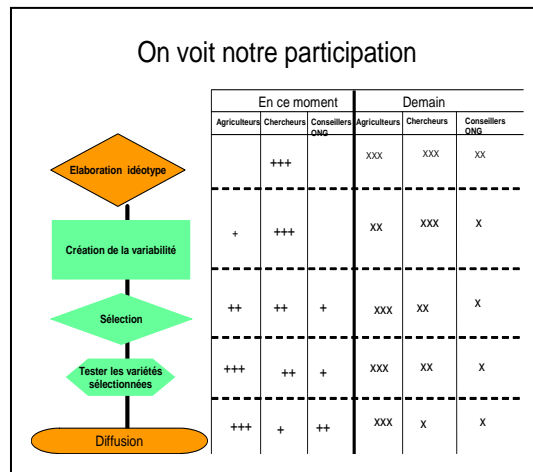 On voit notre participation
En ce moment Demain
Agriculteurs Chercheurs Conseillers ONG Agriculteurs Chercheurs Conseillers ONG
Elaboration idéotype +++ xxx xxx xx
Création de la variabilité + +++ xx xxx x
Sélection ++ ++ + xxx xx x
Tester les variétés sélectionnées +++ ++ + xxx xx x
Diffusion +++ + ++ xxx x x